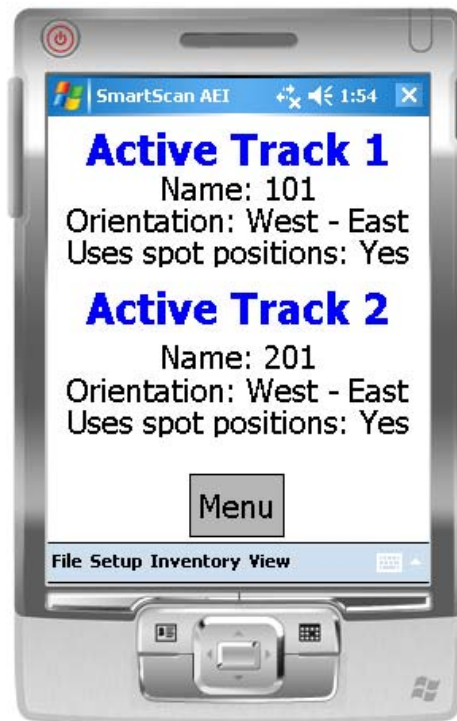 SmartScan AEI 1:54
Active Track 1
Name: 101
Orientation: West - East
Uses spot positions: Yes
Active Track 2
Name: 201
Orientation: West - East
Uses spot positions: Yes
Menu
File Setup Inventory View